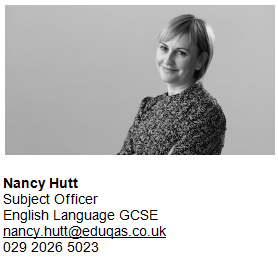 Nancy Hutt
Subject Officer
English Language GCSE
nancy.hutt@eduqas.co.uk
029 2026 5023